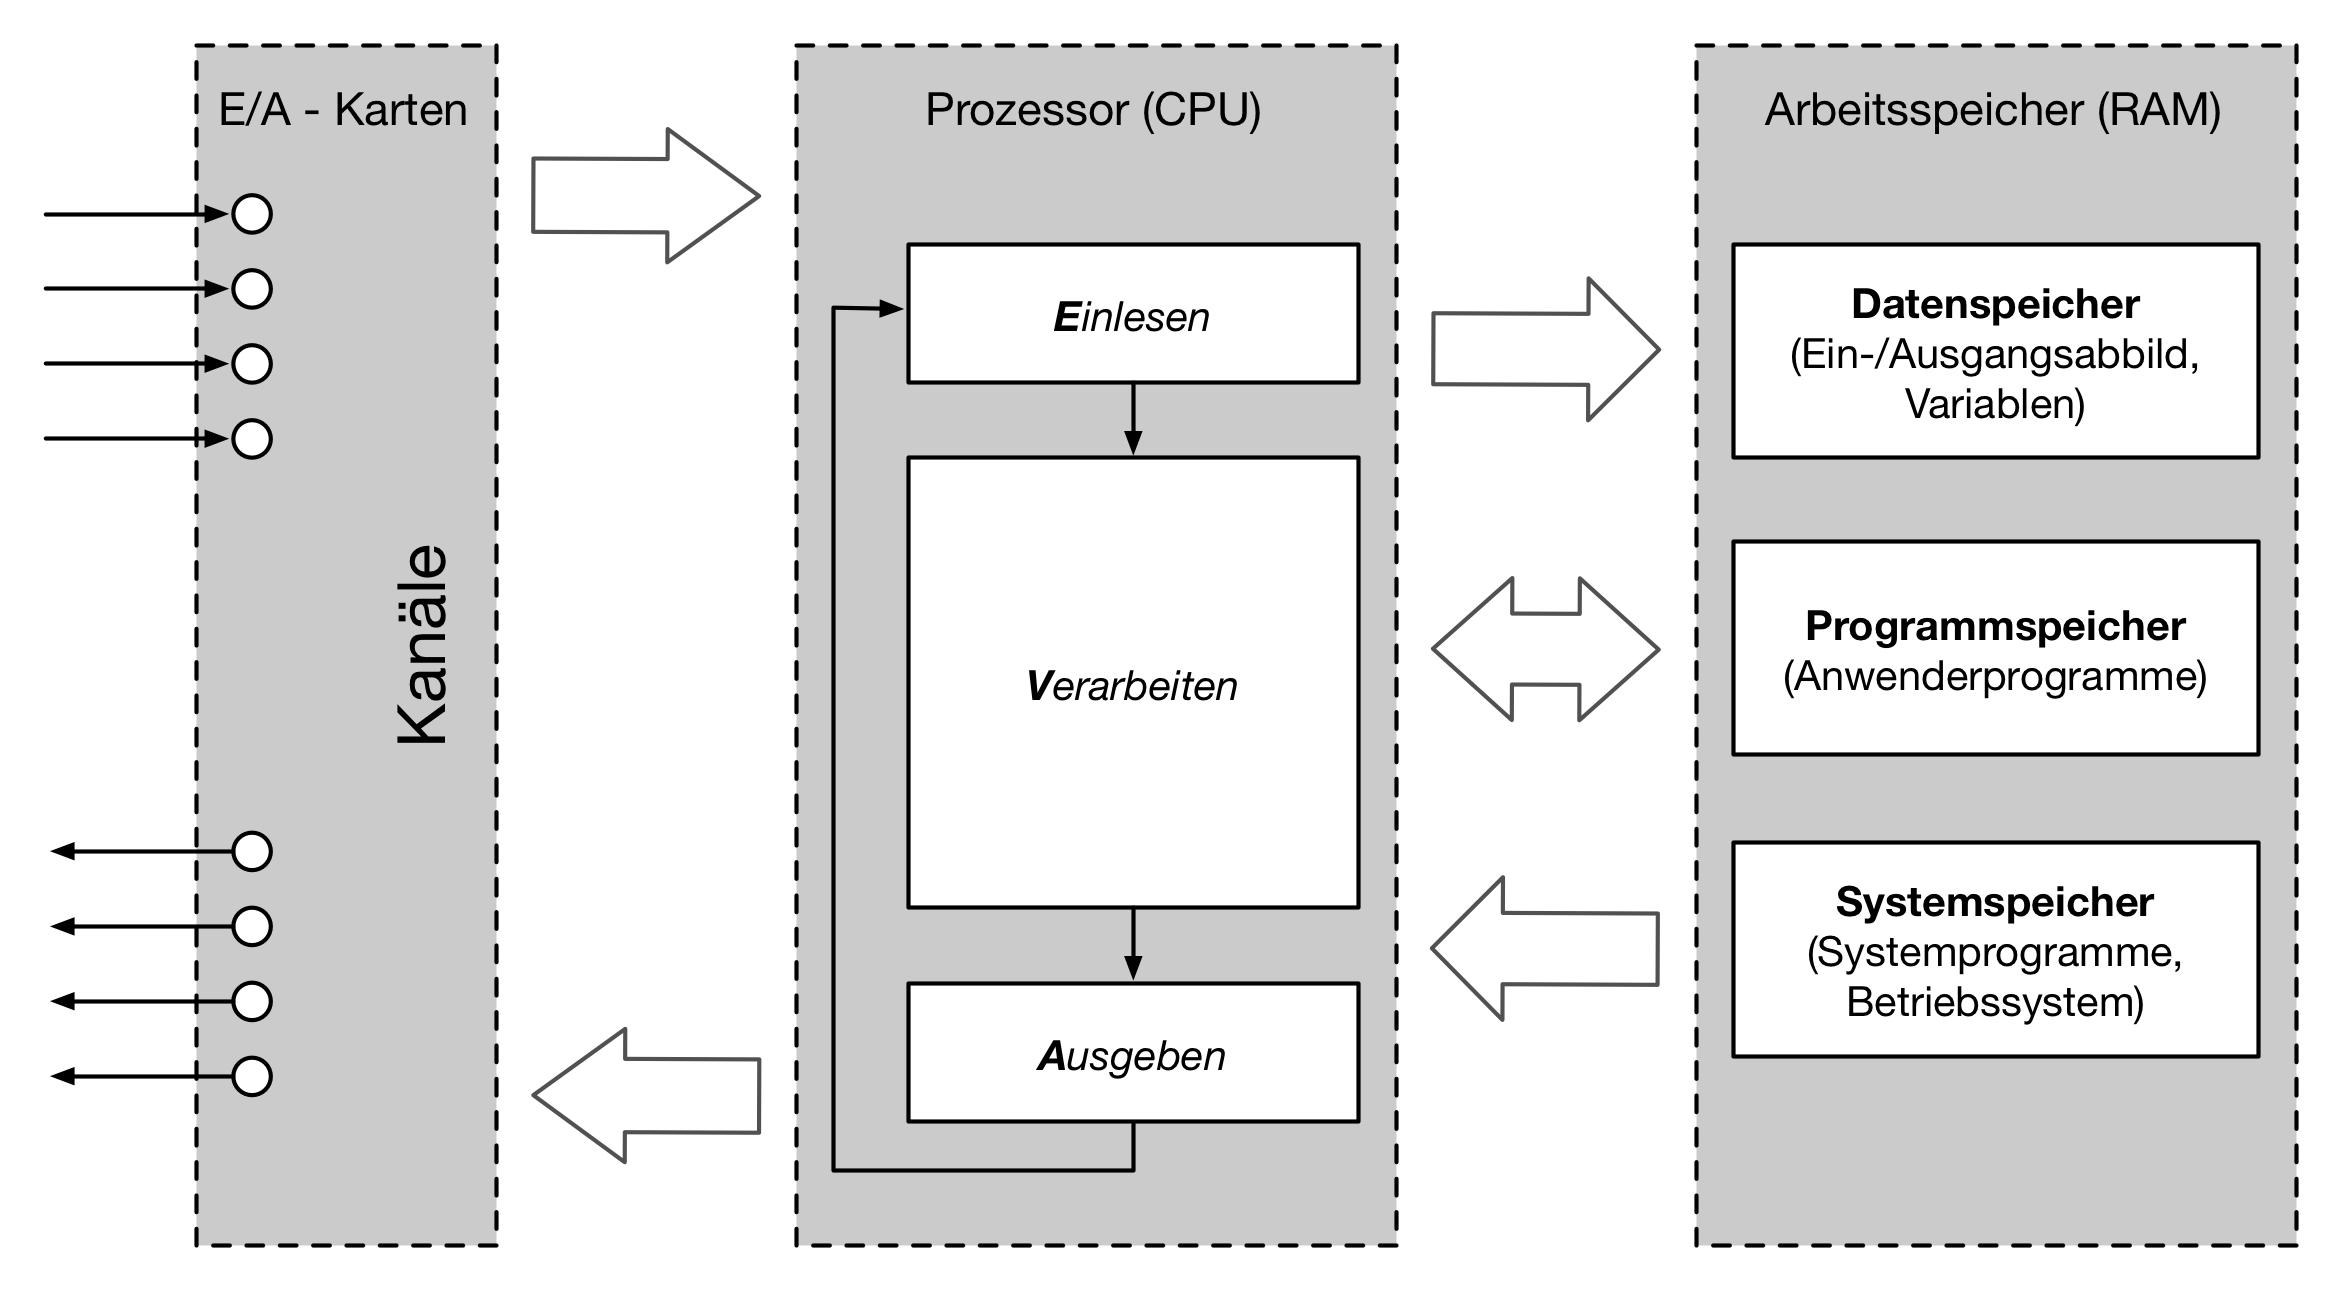 E/A - Karten
Kanäle
Prozessor (CPU)
Einlesen
Verarbeiten
Ausgeben
Arbeitsspeicher (RAM)
Datenspeicher
(Ein-/Ausgangsabbild,
Variablen)
Programmspeicher
(Anwenderprogramme)
Systemspeicher
(Systemprogramme,
Betriebssystem)